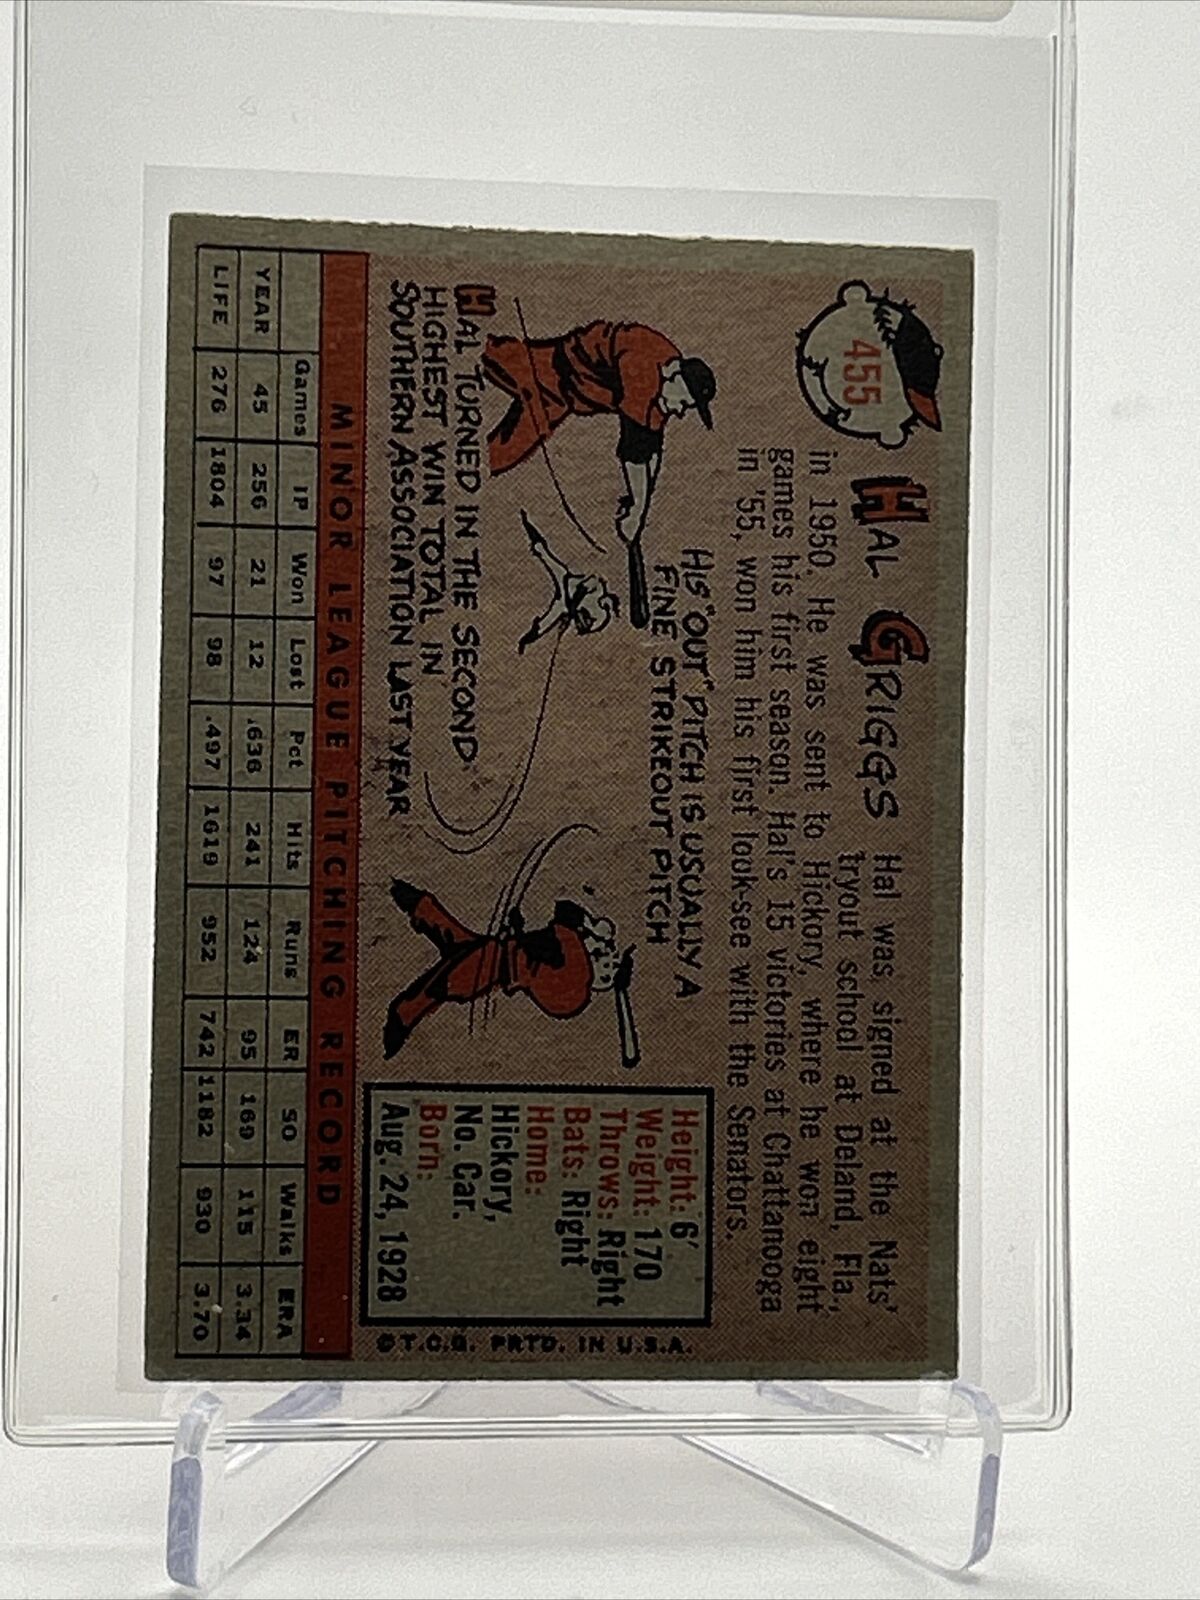 455
HAL GRIGGS
Hal was signed at the Nats'
tryout school at Deland, Fla.,
in 1950. He was sent to Hickory, where he won eight
games his first season. Hal's 15 victories at Chattanooga
in '55, won him his first look-see with the Senators.
HIS "OUT" PITCH IS USUALLY A
FINE STRIKEOUT PITCH
HAL TURNED IN THE SECOND
HIGHEST WIN TOTAL IN
SOUTHERN ASSOCIATION LAST YEAR
Height: 6'
Weight: 170
Throws: Right
Bats: Right
Home:
Hickory,
No. Car.
Born:
Aug. 24, 1928
© T.C.G. PRTD. IN U.S.A.
MINOR LEAGUE PITCHING RECORD
Games IP Won Lost Pct Hits Runs ER SO Walks ERA
YEAR 45 256 21 12 .636 241 124 95 169 115 3.34
LIFE 276 1804 97 98 .497 1619 952 742 1182 930 3.70